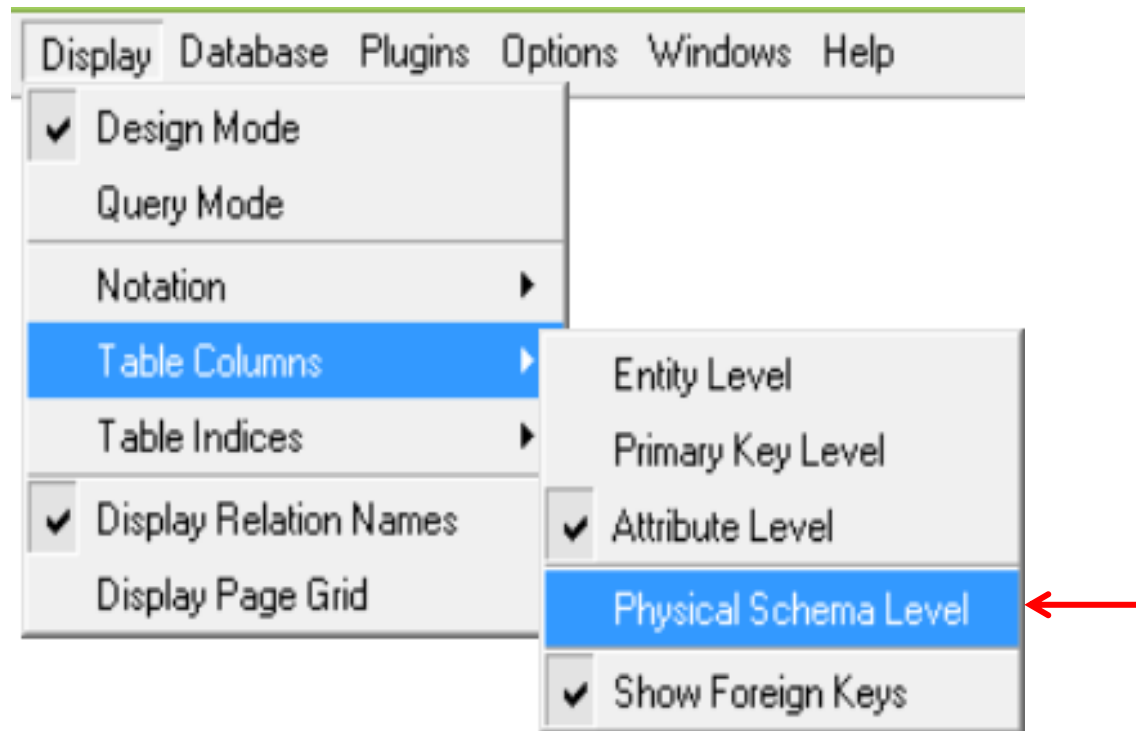 Display Database Plugins Options Windows Help
Design Mode
Query Mode
Notation
Table Columns
Table Indices
Display Relation Names
Display Page Grid
Entity Level
Primary Key Level
Attribute Level
Physical Schema Level
Show Foreign Keys